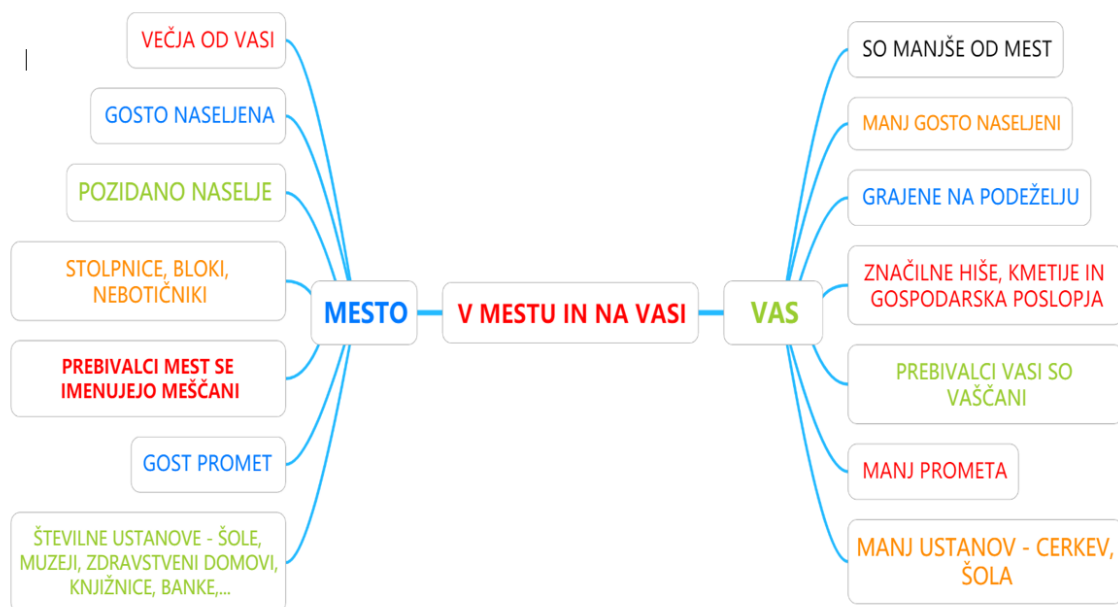 VEČJA OD VASI
GOSTO NASELJENA
POZIDANO NASELJE
STOLPNICE, BLOKI,
NEBOTIČNIKI
PREBIVALCI MEST SE
IMENUJEJO MEŠČANI
GOST PROMET
ŠTEVILNE USTANOVE - ŠOLE,
MUZEJI, ZDRAVSTVENI DOMOVI,
KNJIŽNICE, BANKE,...
MESTO
V MESTU IN NA VASI
VAS
SO MANJŠE OD MEST
MANJ GOSTO NASELJENI
GRAJENE NA PODEŽELJU
ZNAČILNE HIŠE, KMETIJE IN
GOSPODARSKA POSLOPJA
PREBIVALCI VASI SO
VAŠČANI
MANJ PROMETA
MANJ USTANOV - CERKEV,
ŠOLA